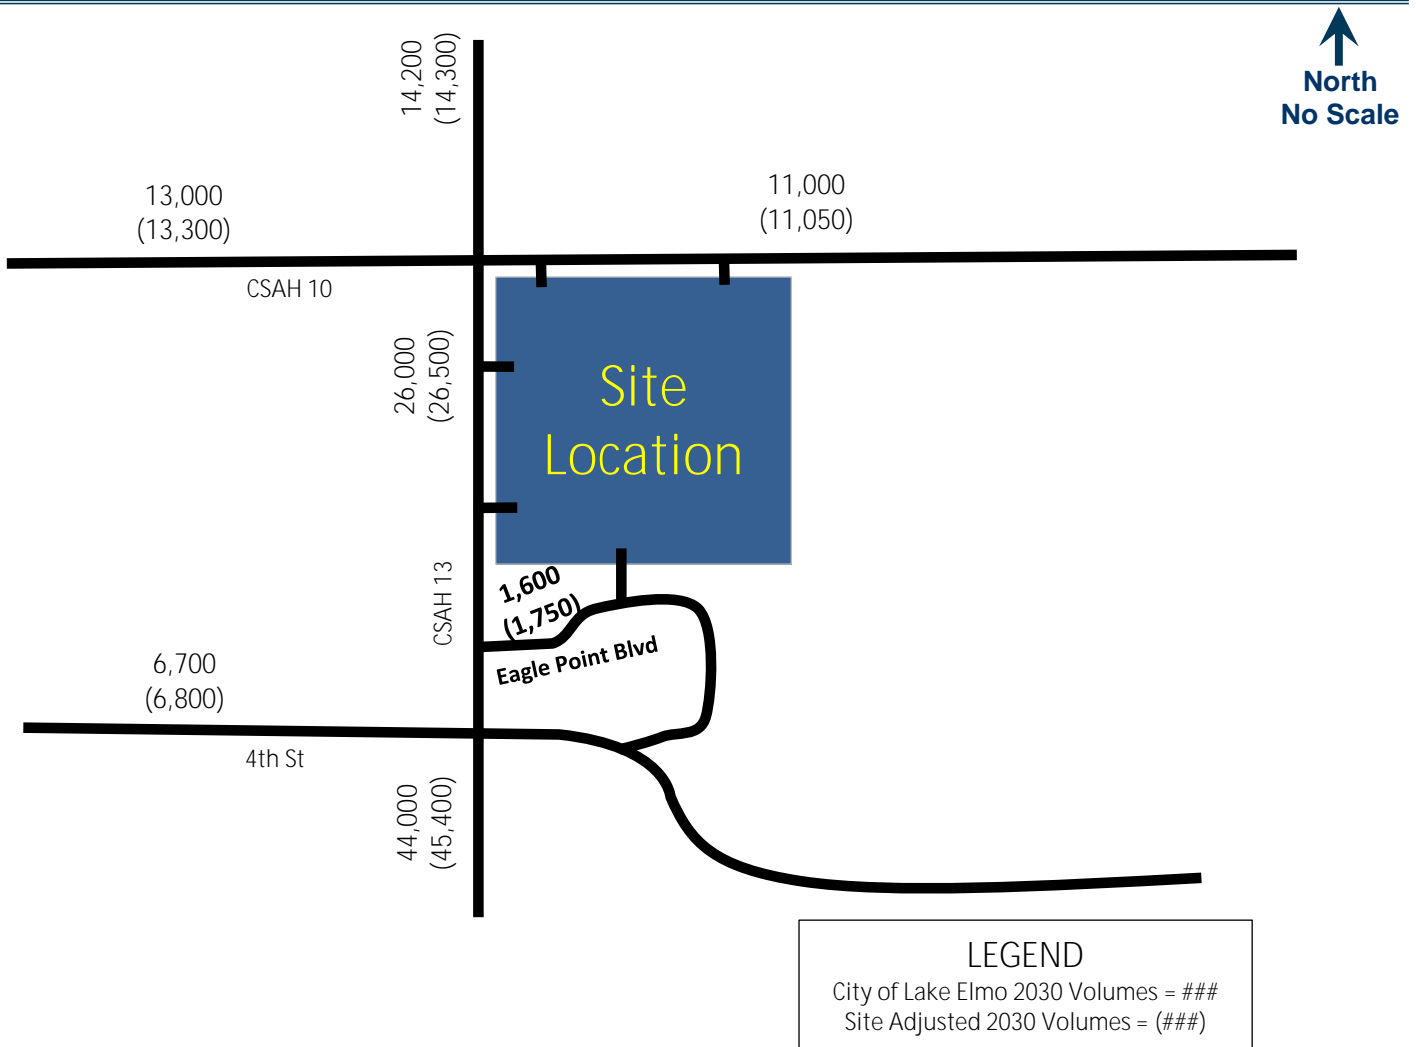 North
No Scale
14,200
(14,300)
13,000
(13,300)
11,000
(11,050)
CSAH 10
26,000
(26,500)
Site
Location
CSAH 13
1,600
(1,750)
Eagle Point Blvd
6,700
(6,800)
4th St
44,000
(45,400)
LEGEND
City of Lake Elmo 2030 Volumes = ###
Site Adjusted 2030 Volumes = (###)